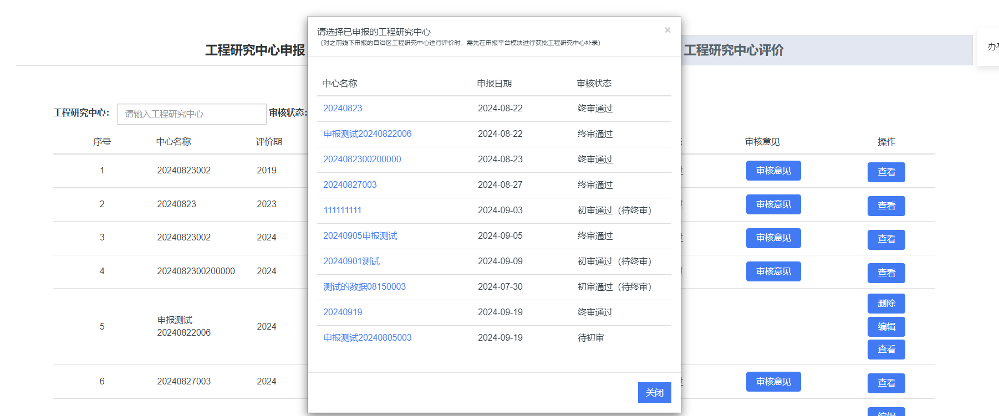 请选择已申报的工程研究中心
×
（对之前线下申报的自治区工程研究中心进行评价时，需先在申报平台模块进行获批工程研究中心补录）
工程研究中心申报
工程研究中心评价
中心名称 申报日期 审核状态
20240823 2024-08-22 终审通过
申报测试20240822006 2024-08-22 终审通过
2024082300200000 2024-08-23 终审通过
20240827003 2024-08-27 终审通过
111111111 2024-09-03 初审通过（待终审）
20240905申报测试 2024-09-05 终审通过
20240901测试 2024-09-09 初审通过（待终审）
测试的数据08150003 2024-07-30 初审通过（待终审）
20240919 2024-09-19 终审通过
申报测试20240805003 2024-09-19 待初审
关闭
工程研究中心： 请输入工程研究中心 审核状态：
序号 中心名称 评价期 审核意见 操作
1 20240823002 2019 审核意见 查看
2 20240823 2023 审核意见 查看
3 20240823002 2024 审核意见 查看
4 2024082300200000 2024 审核意见 查看
删除
5 申报测试 2024 编辑
20240822006
查看
6 20240827003 2024 审核意见 查看
编辑